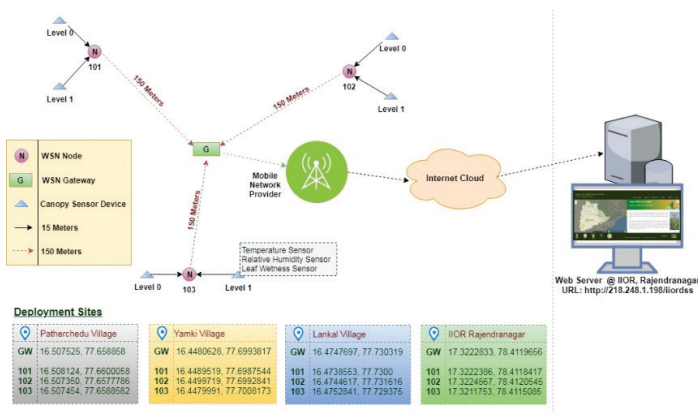 Level 0
N
101
Level 1
150 Meters
Level 0
N
102
Level 1
150 Meters
G
N WSN Node
G WSN Gateway
Canopy Sensor Device
15 Meters
150 Meters
Mobile
Network
Provider
Internet Cloud
150 Meters
Temperature Sensor
Relative Humidity Sensor
Leaf Wetness Sensor
Level 0
N
103
Level 1
Web Server @ IIOR, Rajendranagar
URL: http://218.248.1.198/iiordss
Deployment Sites
Patherchedu Village
GW 16.507525, 77.658858
101 16.508124, 77.6600058
102 16.507350, 77.6577786
103 16.507454, 77.6588582
Yamki Village
GW 16.4480628, 77.6993817
101 16.4489519, 77.6987544
102 16.4499719, 77.6992841
103 16.4479991, 77.7008173
Lankal Village
GW 16.4747697, 77.730319
101 16.4738553, 77.7300
102 16.4744617, 77.731616
103 16.4752841, 77.729375
IIOR Rajendranagar
GW 17.3222833, 78.4119656
101 17.3222386, 78.4118417
102 17.3224567, 78.4120545
103 17.3211753, 78.4115085